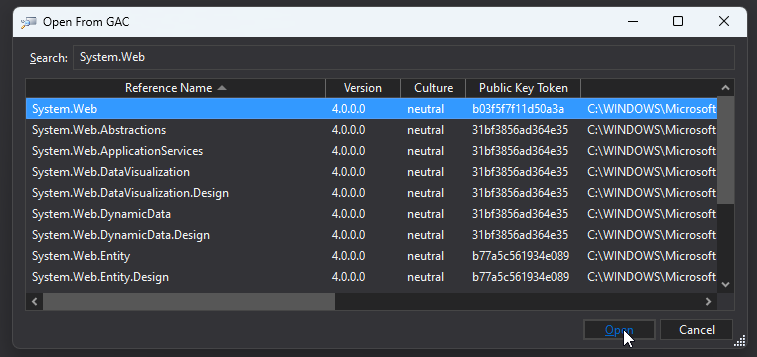 Open From GAC
Search: System.Web
Reference Name Version Culture Public Key Token
System.Web 4.0.0.0 neutral b03f5f7f11d50a3a C:\WINDOWS\Microsoft
System.Web.Abstractions 4.0.0.0 neutral 31bf3856ad364e35 C:\WINDOWS\Microsoft
System.Web.ApplicationServices 4.0.0.0 neutral 31bf3856ad364e35 C:\WINDOWS\Microsoft
System.Web.DataVisualization 4.0.0.0 neutral 31bf3856ad364e35 C:\WINDOWS\Microsoft
System.Web.DataVisualization.Design 4.0.0.0 neutral 31bf3856ad364e35 C:\WINDOWS\Microsoft
System.Web.DynamicData 4.0.0.0 neutral 31bf3856ad364e35 C:\WINDOWS\Microsoft
System.Web.DynamicData.Design 4.0.0.0 neutral 31bf3856ad364e35 C:\WINDOWS\Microsoft
System.Web.Entity 4.0.0.0 neutral b77a5c561934e089 C:\WINDOWS\Microsoft
System.Web.Entity.Design 4.0.0.0 neutral b77a5c561934e089 C:\WINDOWS\Microsoft
Open Cancel